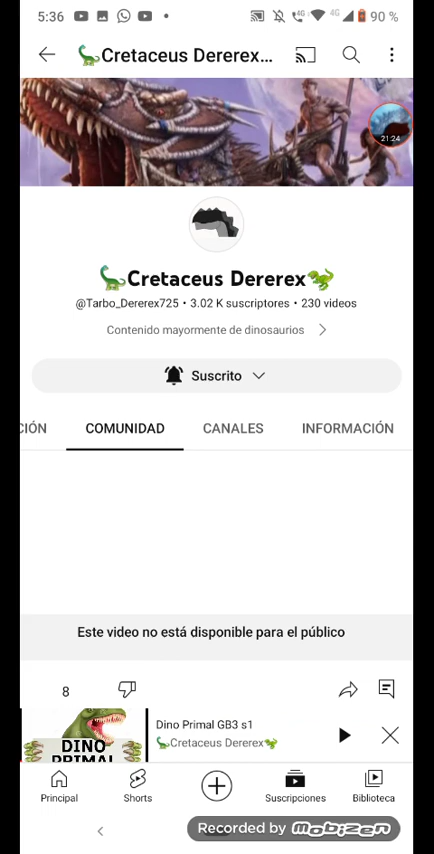 5:36
4G
4G
90 %
🦕Cretaceus Dererex...
21:24
🦕Cretaceus Dererex🦖
@Tarbo_Dererex725 • 3.02 K suscriptores • 230 videos
Contenido mayormente de dinosaurios
Suscrito
CIÓN
COMUNIDAD
CANALES
INFORMACIÓN
Este video no está disponible para el público
8
Dino Primal GB3 s1
🦕Cretaceus Dererex🦖
DINO
PRIMAL
Principal
Shorts
Suscripciones
Biblioteca
Recorded by mobizen